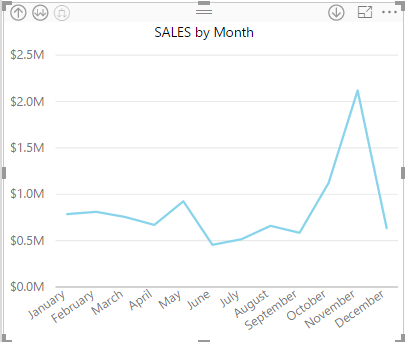 SALES by Month
$2.5M
$2.0M
$1.5M
$1.0M
$0.5M
$0.0M
January
February
March
April
May
June
July
August
September
October
November
December